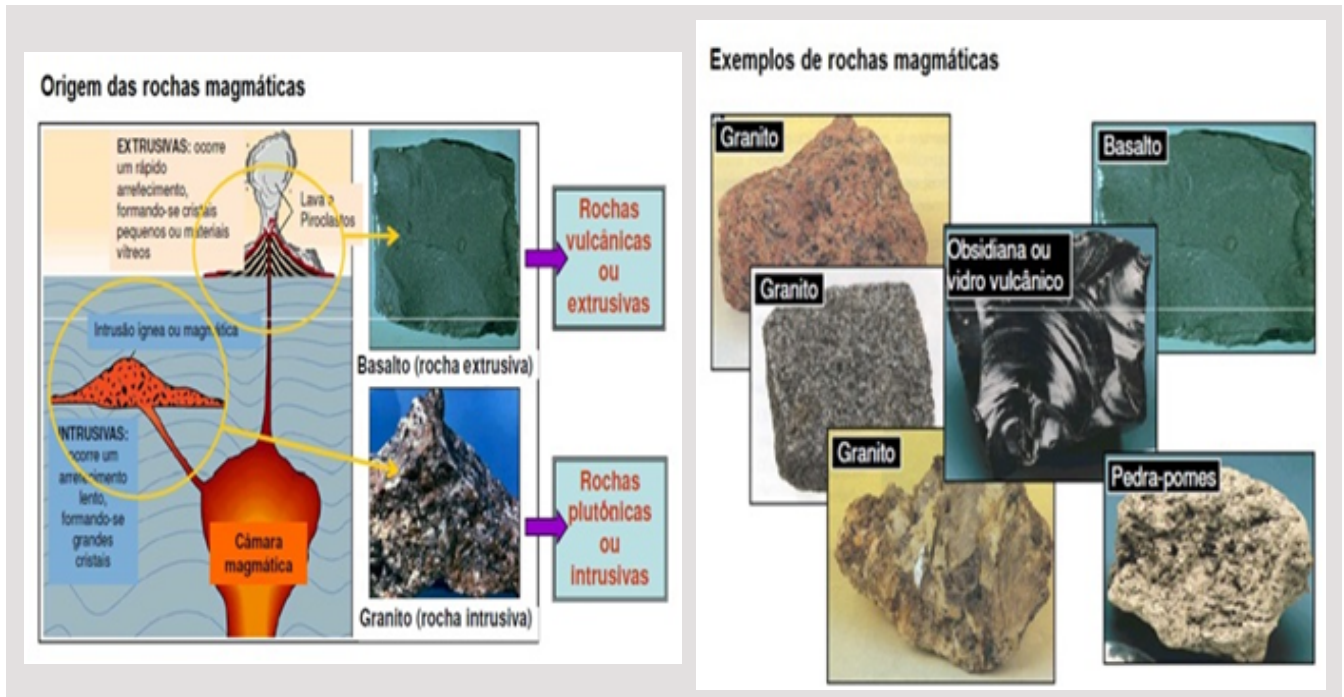 Origem das rochas magmáticas
EXTRUSIVAS: ocorre
um rápido
arrefecimento,
formando-se cristais
pequenos ou materiais
vítreos
Lava e
Piroclastos
Intrusão ígnea ou magmática
INTRUSIVAS:
ocorre um
arrefecimento
lento,
formando-se
grandes
cristais
Câmara
magmática
Basalto (rocha extrusiva)
Granito (rocha intrusiva)
Rochas
vulcânicas
ou
extrusivas
Rochas
plutônicas
ou
intrusivas
Exemplos de rochas magmáticas
Granito
Basalto
Obsidiana ou
vidro vulcânico
Granito
Granito
Pedra-pomes